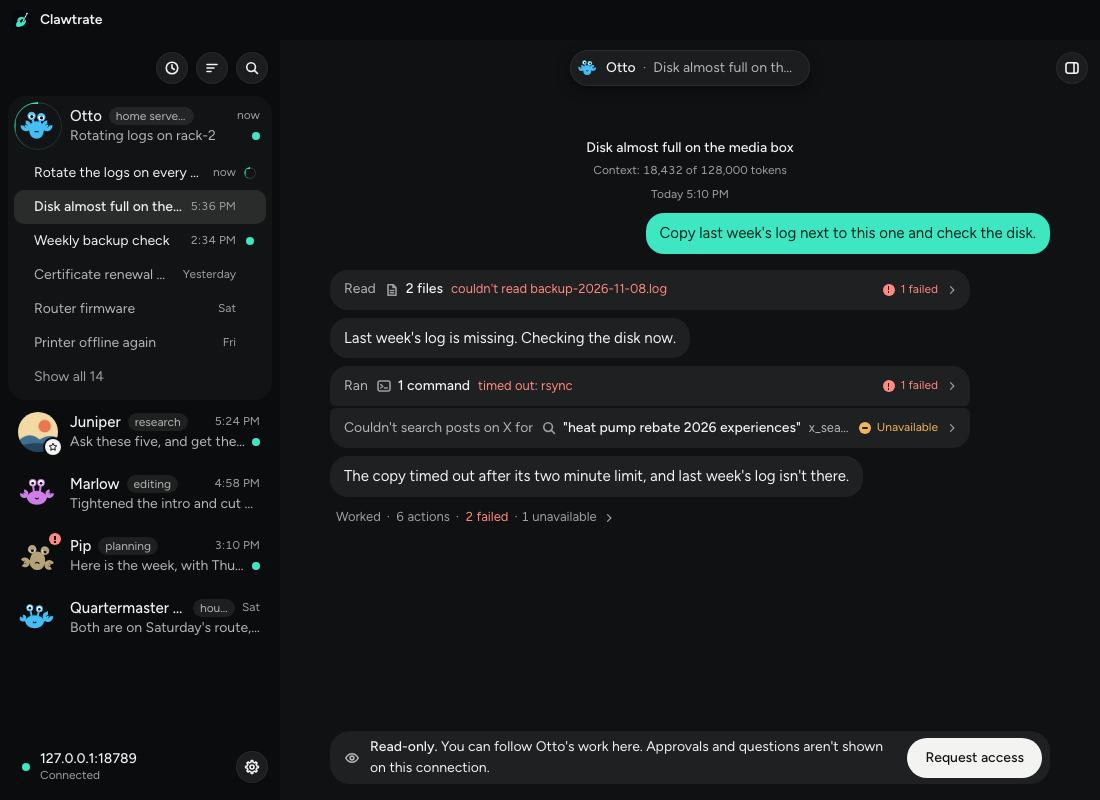 Clawtrate
Otto · Disk almost full on th...
Otto home serve... now
Rotating logs on rack-2
Rotate the logs on every ... now
Disk almost full on the... 5:36 PM
Weekly backup check 2:34 PM
Certificate renewal ... Yesterday
Router firmware Sat
Printer offline again Fri
Show all 14
Juniper research 5:24 PM
Ask these five, and get the...
Marlow editing 4:58 PM
Tightened the intro and cut ...
Pip planning 3:10 PM
Here is the week, with Thu...
Quartermaster ... hou... Sat
Both are on Saturday's route,...
127.0.0.1:18789
Connected
Disk almost full on the media box
Context: 18,432 of 128,000 tokens
Today 5:10 PM
Copy last week's log next to this one and check the disk.
Read 2 files couldn't read backup-2026-11-08.log 1 failed
Last week's log is missing. Checking the disk now.
Ran 1 command timed out: rsync 1 failed
Couldn't search posts on X for "heat pump rebate 2026 experiences" x_sea... Unavailable
The copy timed out after its two minute limit, and last week's log isn't there.
Worked · 6 actions · 2 failed · 1 unavailable
Read-only. You can follow Otto's work here. Approvals and questions aren't shown
on this connection.
Request access